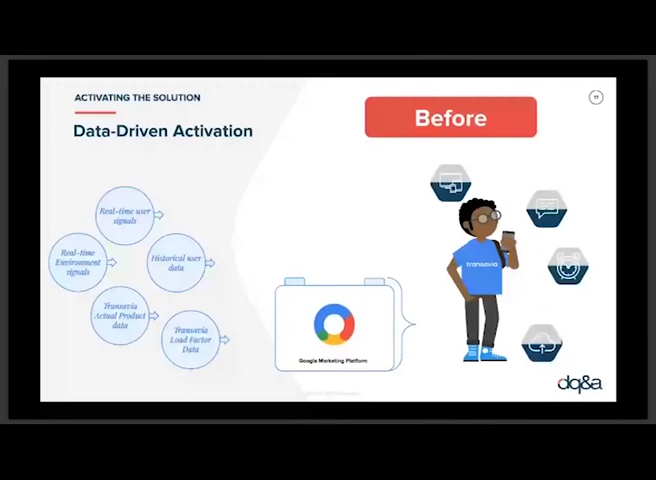 ACTIVATING THE SOLUTION
Data-Driven Activation
Before
Real-time user
signals
Real-time
Environment
signals
Historical user
data
Transavia
Actual Product
data
Transavia
Load Factor
Data
Google Marketing Platform
transavia
dq&a